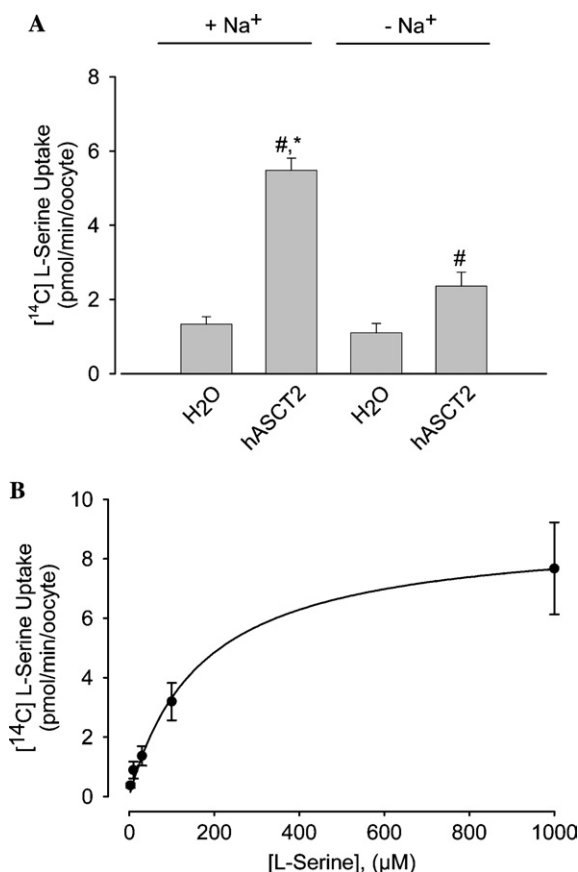 A
+ Na+
- Na+
8
6
4
2
0
[14C] L-Serine Uptake
(pmol/min/oocyte)
#,*
#
H2O
hASCT2
H2O
hASCT2
B
10
8
6
4
2
0
[14C] L-Serine Uptake
(pmol/min/oocyte)
0
200
400
600
800
1000
[L-Serine], (µM)